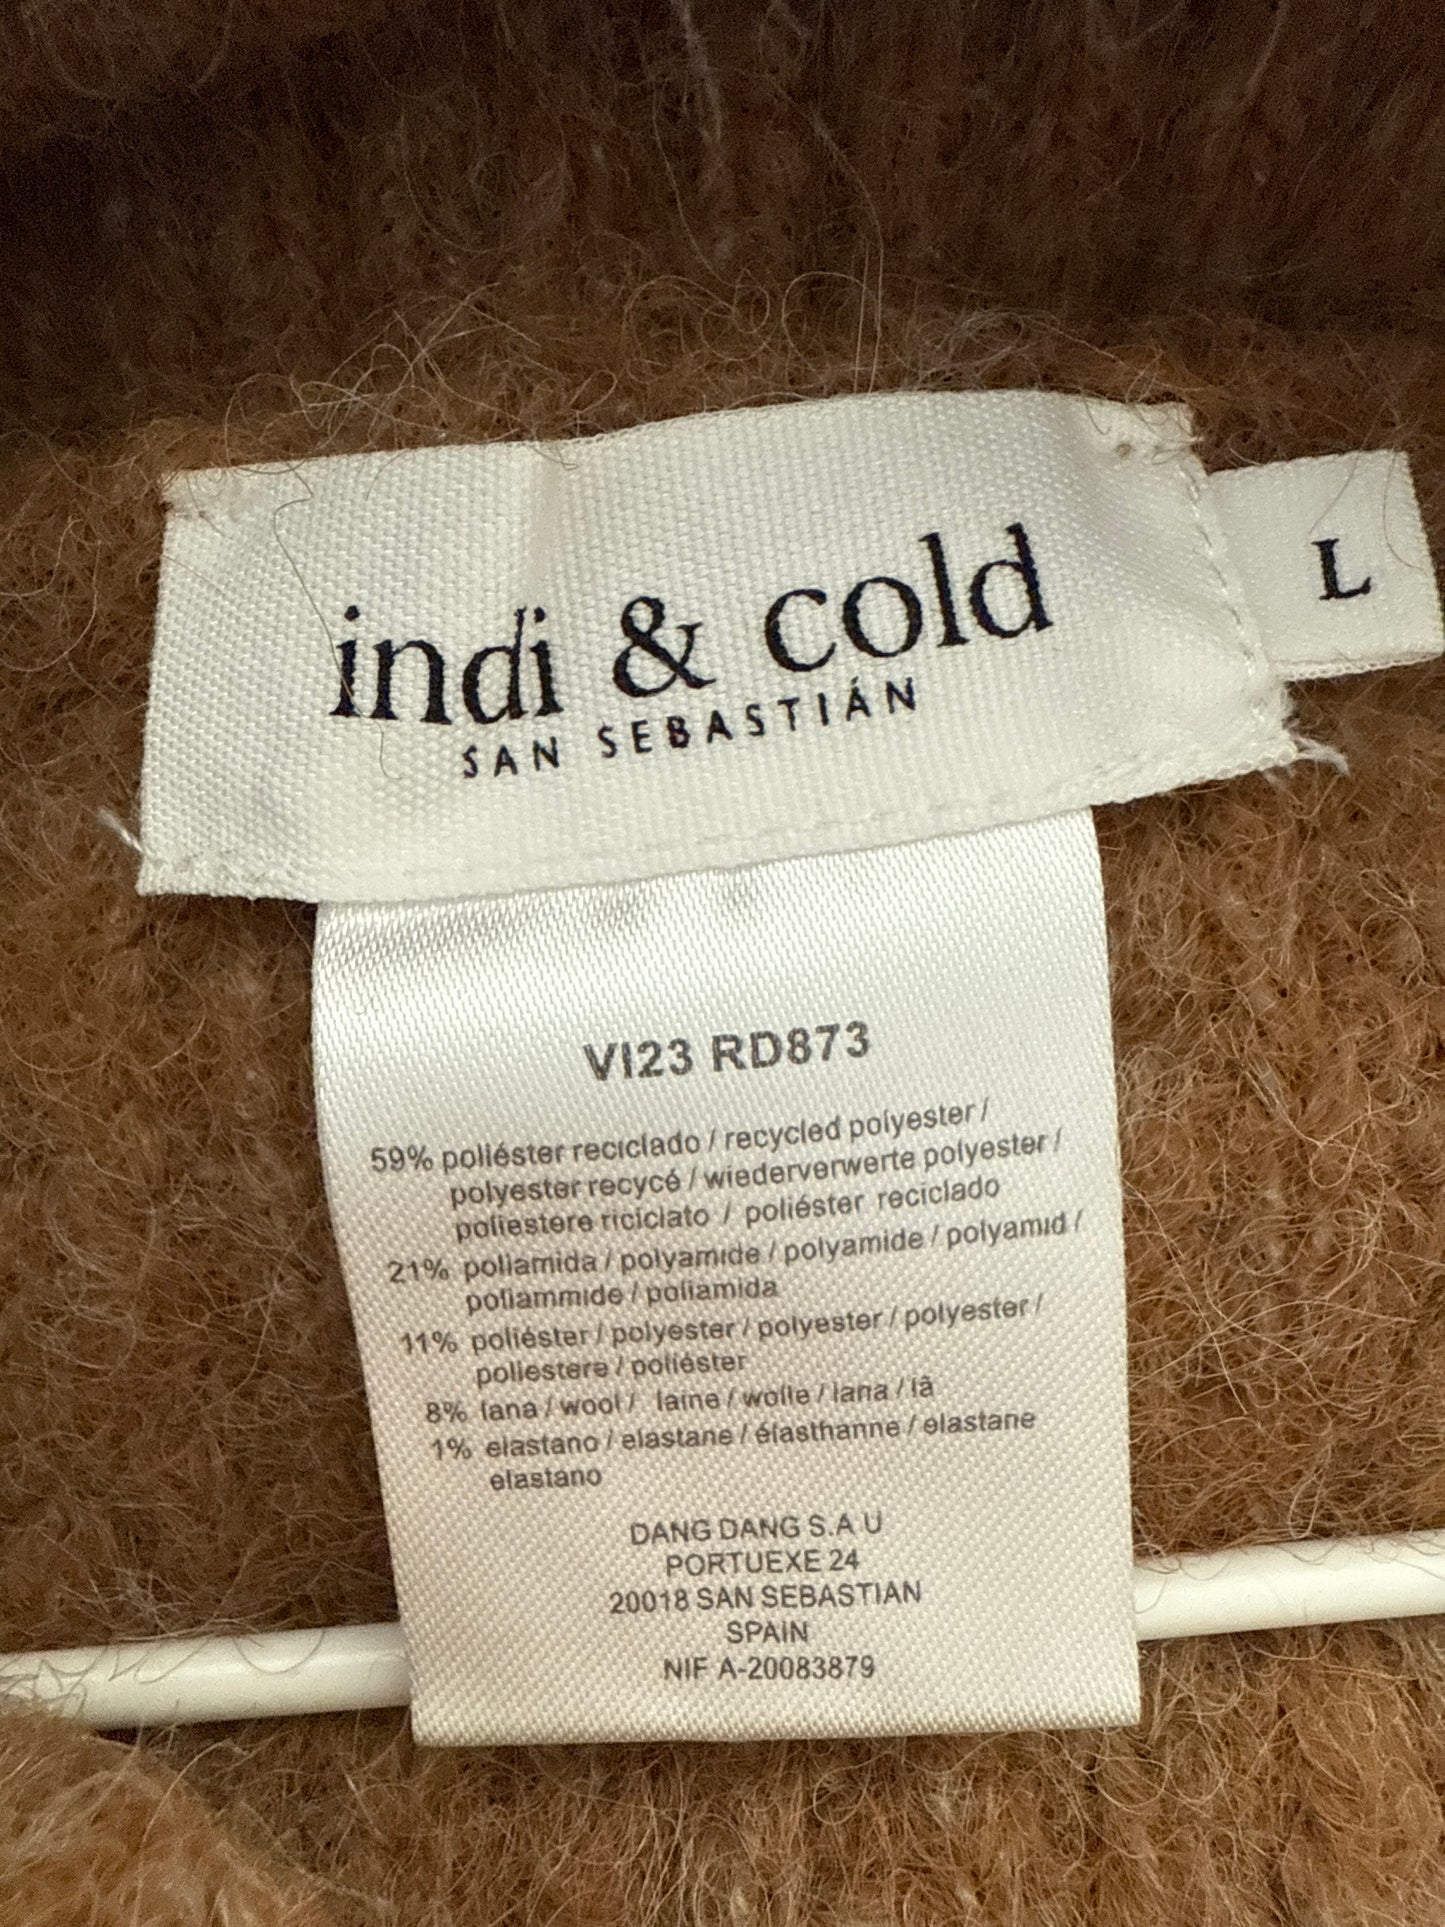 indi & cold
SAN SEBASTIÁN
L
VI23 RD873
59% poliéster reciclado / recycled polyester /
polyester recycé / wiederverwerte polyester /
poliestere riciclato / poliéster reciclado
21% poliamida / polyamide / polyamide / polyamid /
poliammide / poliamida
11% poliéster / polyester / polyester / polyester /
poliestere / poliéster
8% lana / wool / laine / wolle / lana / lã
1% elastano / elastane / élasthanne / elastane
elastano
DANG DANG S.A U
PORTUEXE 24
20018 SAN SEBASTIAN
SPAIN
NIF A-20083879